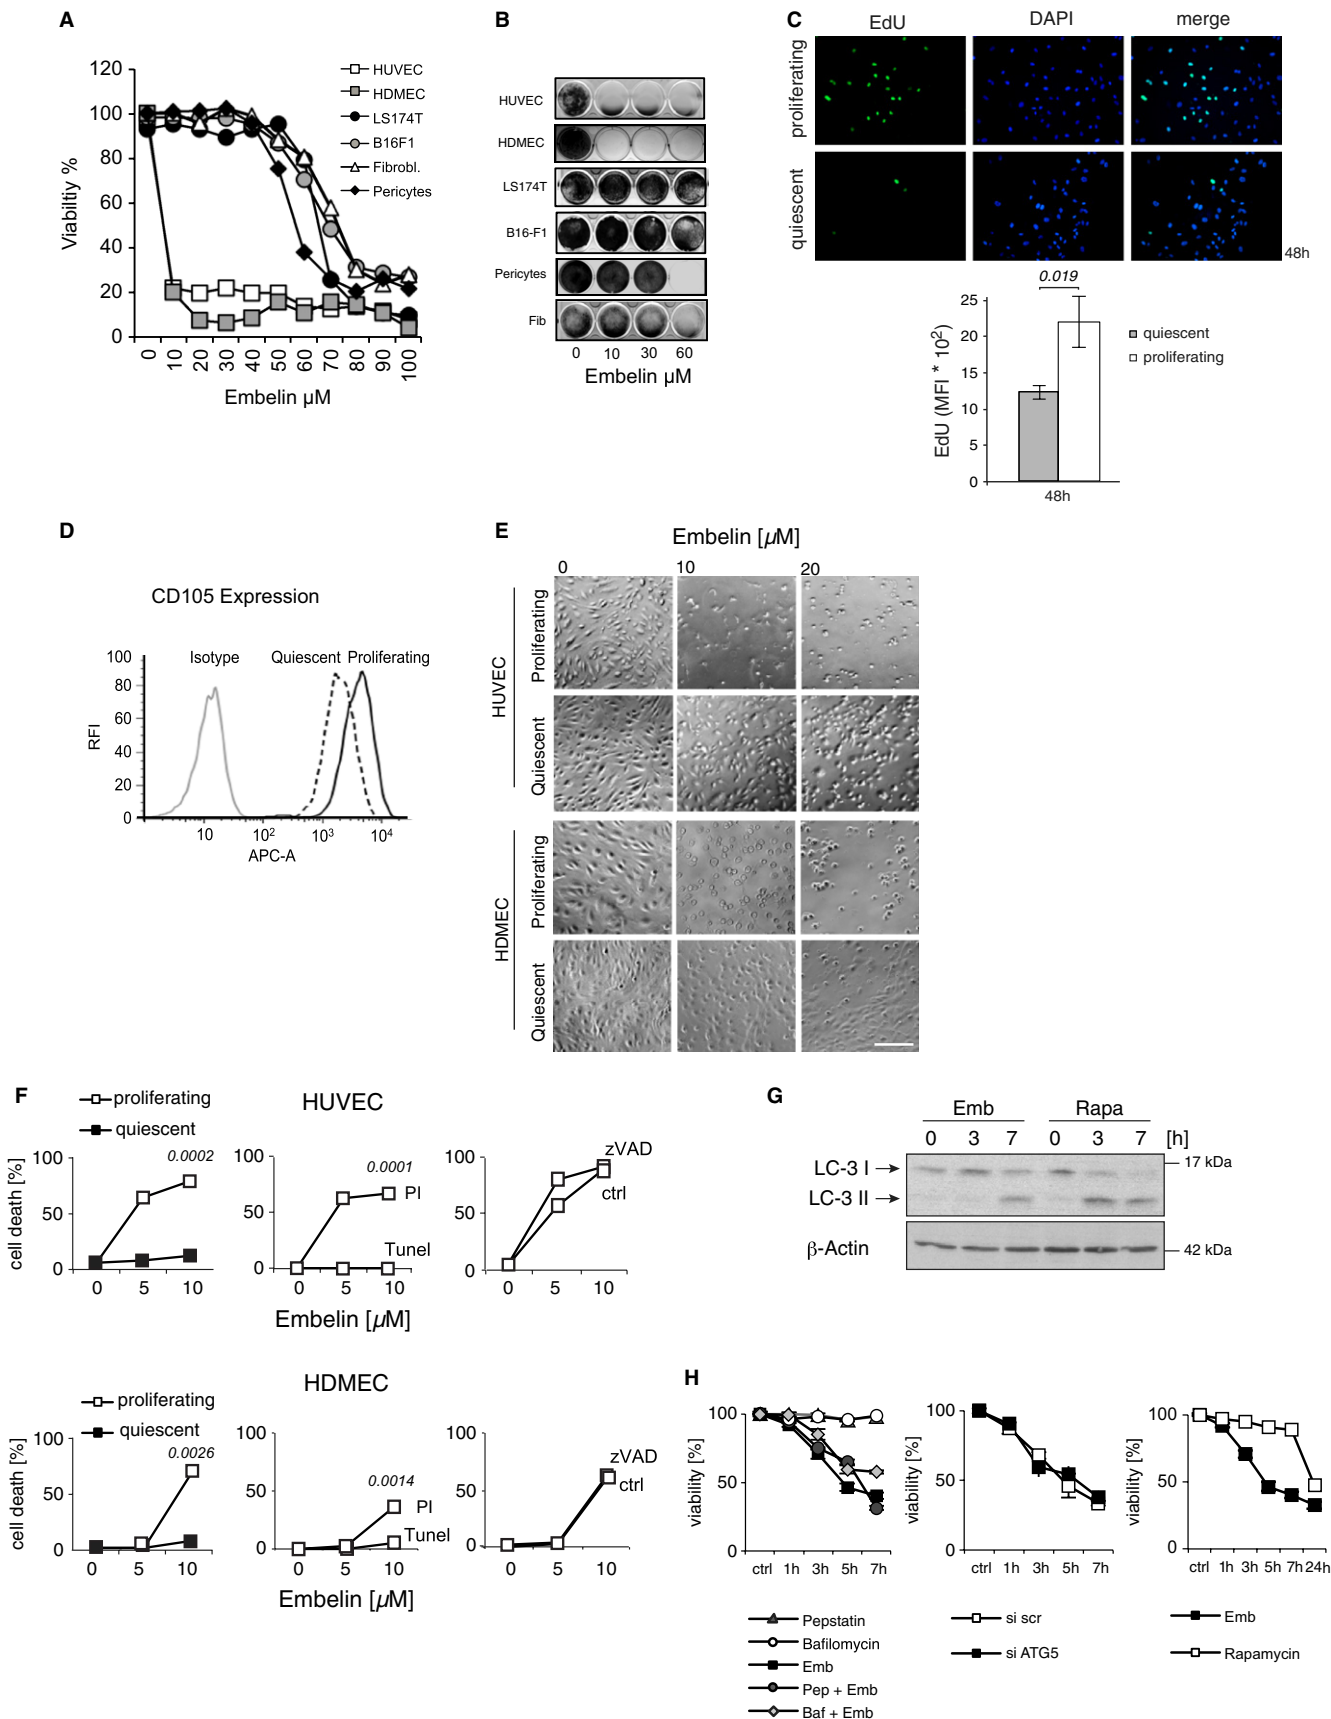 A
120
100
80
60
40
20
0
Viabiltiy %
0 10 20 30 40 50 60 70 80 90 100
Embelin µM
HUVEC
HDMEC
LS174T
B16F1
Fibrobl.
Pericytes
B
HUVEC
HDMEC
LS174T
B16-F1
Pericytes
Fib
0 10 30 60
Embelin µM
C
EdU DAPI merge
proliferating
quiescent
48h
0.019
25
20
15
10
5
0
EdU (MFI * 10²)
48h
quiescent
proliferating
D
CD105 Expression
Isotype Quiescent Proliferating
100
80
60
40
20
0
RFI
10 10² 10³ 10⁴
APC-A
E
Embelin [µM]
0 10 20
HUVEC
Proliferating
Quiescent
HDMEC
Proliferating
Quiescent
F
proliferating
quiescent
HUVEC
cell death [%]
100
50
0
0.0002
0 5 10
100
50
0
0.0001
PI
Tunel
0 5 10
100
50
0
zVAD
ctrl
0 5 10
Embelin [µM]
HDMEC
proliferating
quiescent
cell death [%]
100
50
0
0.0026
0 5 10
100
50
0
0.0014
PI
Tunel
0 5 10
100
50
0
zVAD
ctrl
0 5 10
Embelin [µM]
G
Emb Rapa
0 3 7 0 3 7 [h]
LC-3 I
17 kDa
LC-3 II
β-Actin
42 kDa
H
viability [%]
100
50
0
ctrl 1h 3h 5h 7h
Pepstatin
Bafilomycin
Emb
Pep + Emb
Baf + Emb
viability [%]
100
50
0
ctrl 1h 3h 5h 7h
si scr
si ATG5
viability [%]
100
50
0
ctrl 1h 3h 5h 7h 24h
Emb
Rapamycin